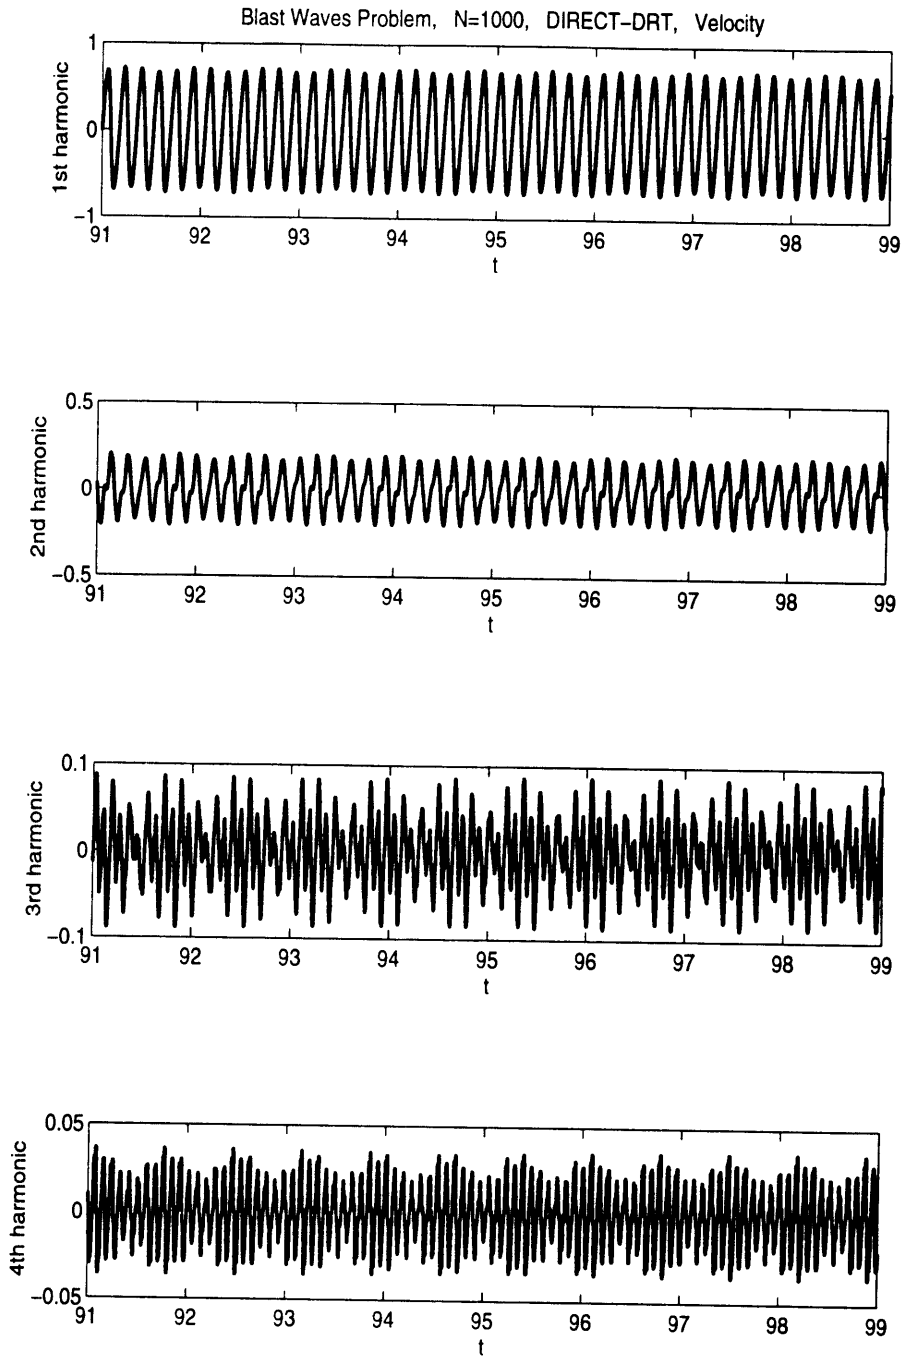 Blast Waves Problem, N=1000, DIRECT-DRT, Velocity
1
0
-1
1st harmonic
91 92 93 94 95 96 97 98 99
t
0.5
0
-0.5
2nd harmonic
91 92 93 94 95 96 97 98 99
t
0.1
0
-0.1
3rd harmonic
91 92 93 94 95 96 97 98 99
t
0.05
0
-0.05
4th harmonic
91 92 93 94 95 96 97 98 99
t